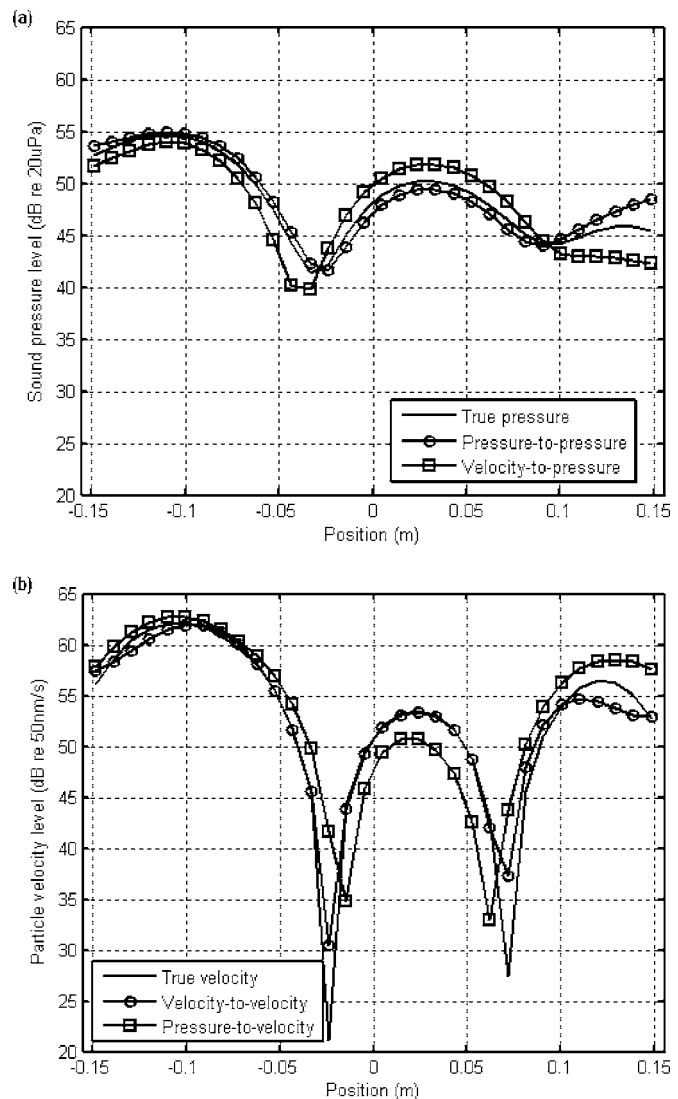 (a)
65
60
55
50
45
40
35
30
25
20
Sound pressure level (dB re 20uPa)
True pressure
Pressure-to-pressure
Velocity-to-pressure
-0.15 -0.1 -0.05 0 0.05 0.1 0.15
Position (m)
(b)
65
60
55
50
45
40
35
30
25
20
Particle velocity level (dB re 50nm/s)
True velocity
Velocity-to-velocity
Pressure-to-velocity
-0.15 -0.1 -0.05 0 0.05 0.1 0.15
Position (m)